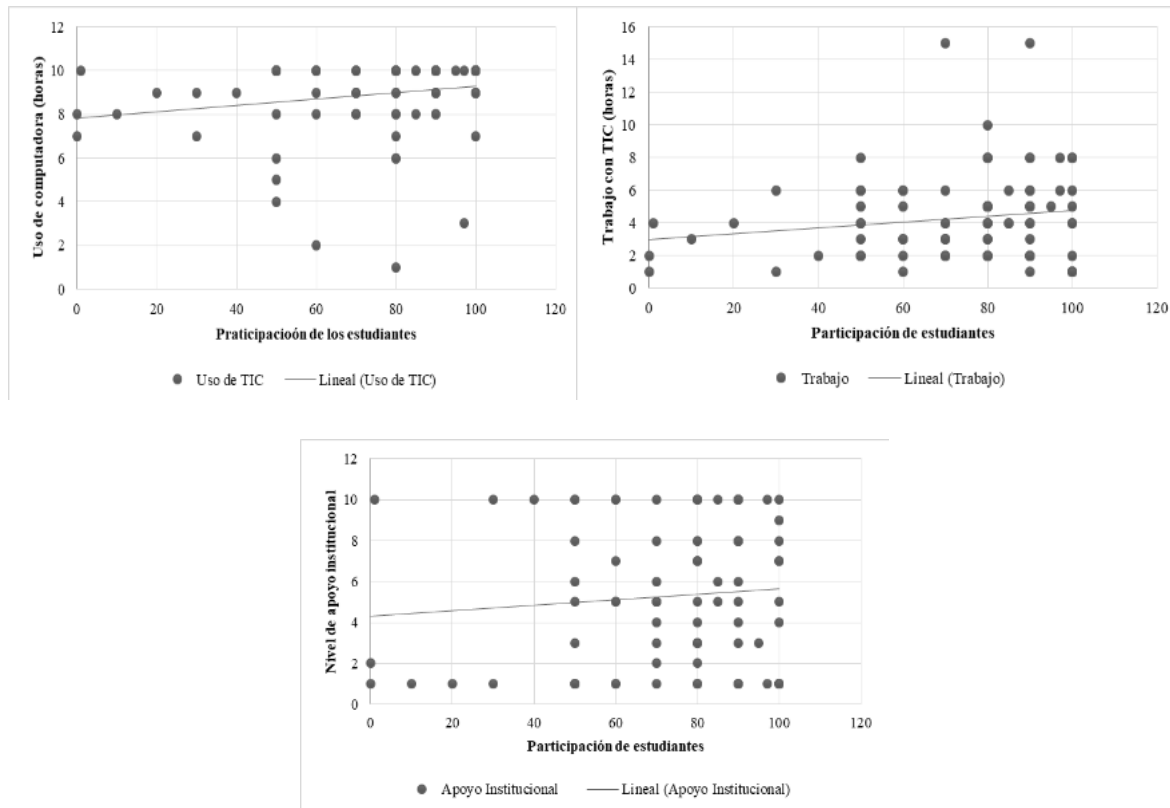 12
10
8
6
4
2
0
Uso de computadora (horas)
0 20 40 60 80 100 120
Praticipacioón de los estudiantes
Uso de TIC Lineal (Uso de TIC)
16
14
12
10
8
6
4
2
0
Trabajo con TIC (horas)
0 20 40 60 80 100 120
Participación de estudiantes
Trabajo Lineal (Trabajo)
12
10
8
6
4
2
0
Nivel de apoyo institucional
0 20 40 60 80 100 120
Participación de estudiantes
Apoyo Institucional Lineal (Apoyo Institucional)